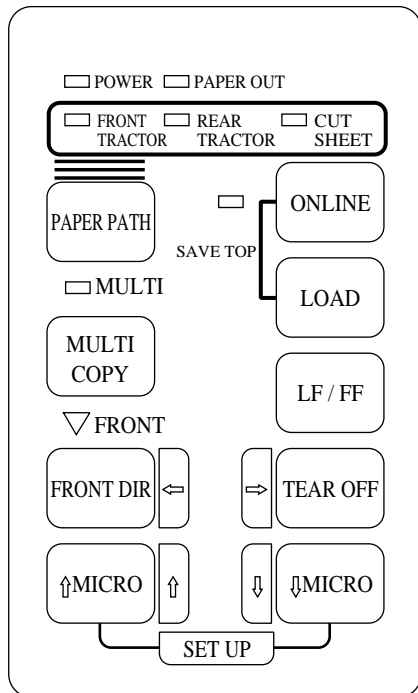 POWER PAPER OUT
FRONT TRACTOR
REAR TRACTOR
CUT SHEET
PAPER PATH
ONLINE
SAVE TOP
MULTI
LOAD
MULTI
COPY
LF / FF
FRONT
FRONT DIR ⇦ ⇨ TEAR OFF
⇧MICRO ⇧ ⇩ ⇩MICRO
SET UP